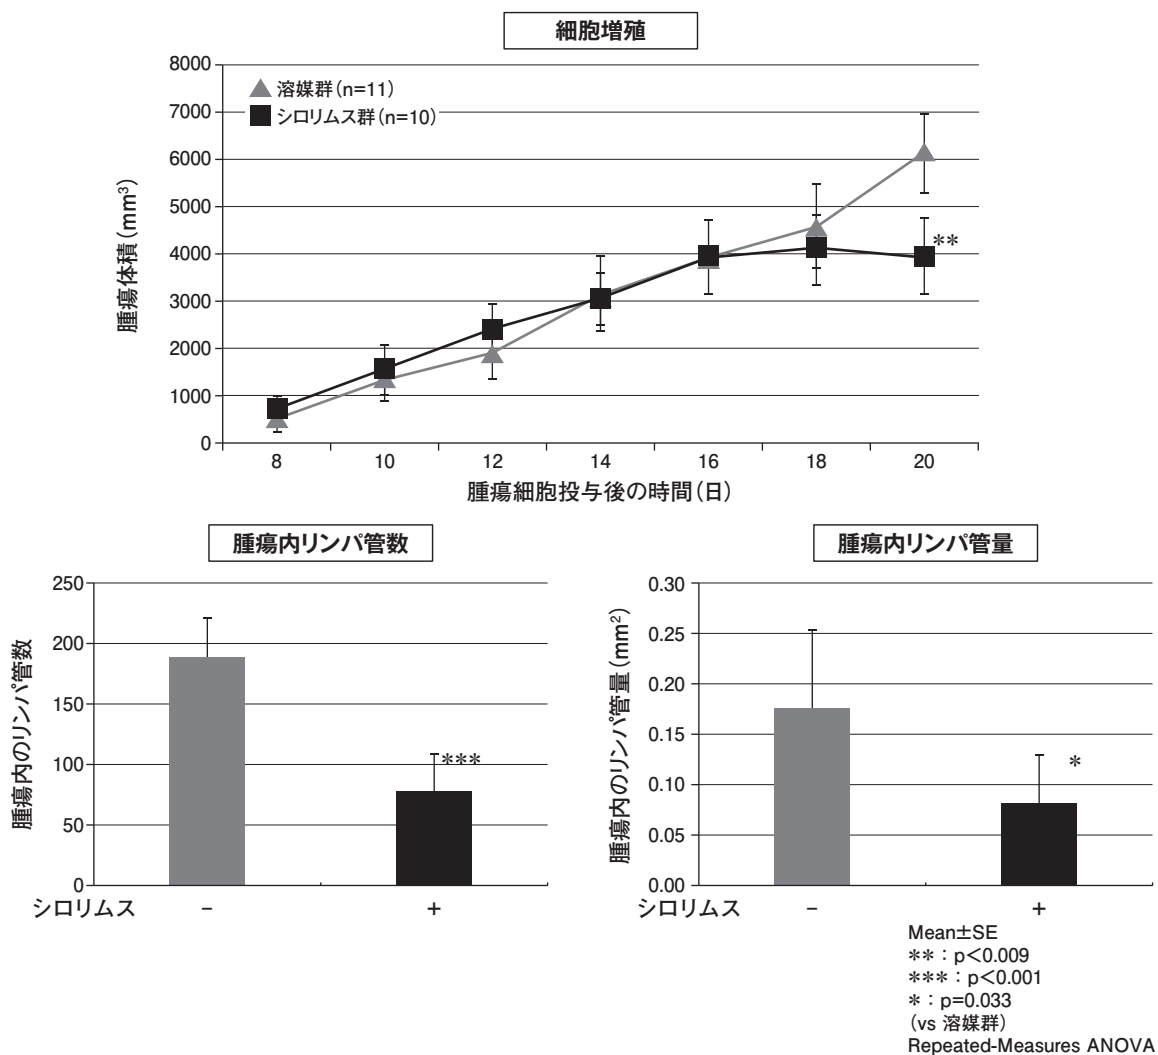 細胞増殖
8000
7000
6000
5000
4000
3000
2000
1000
0
腫瘍体積(mm³)
溶媒群(n=11)
シロリムス群(n=10)
**
8 10 12 14 16 18 20
腫瘍細胞投与後の時間(日)
腫瘍内リンパ管数
250
200
150
100
50
0
腫瘍内のリンパ管数
***
シロリムス − +
腫瘍内リンパ管量
0.30
0.25
0.20
0.15
0.10
0.05
0.00
腫瘍内のリンパ管量(mm²)
*
シロリムス − +
Mean±SE
**:p<0.009
***:p<0.001
*:p=0.033
(vs 溶媒群)
Repeated-Measures ANOVA